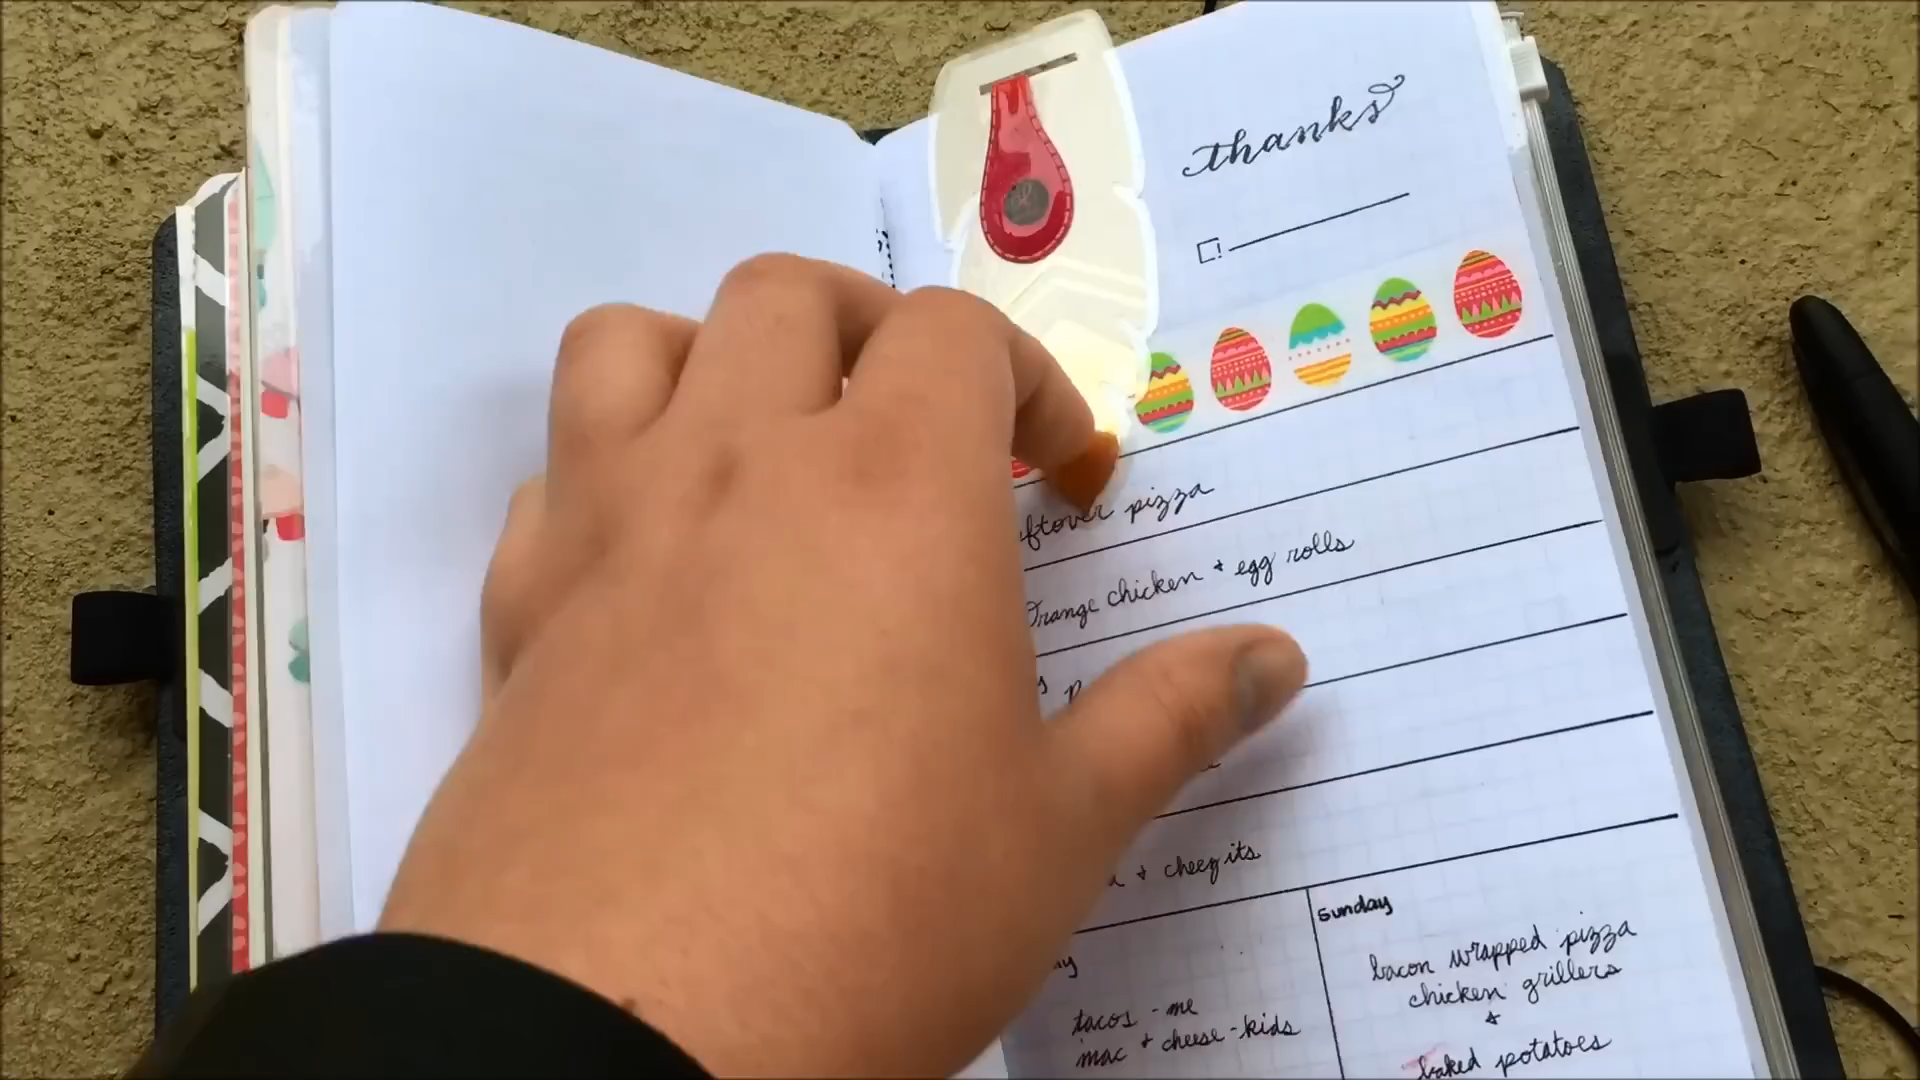 thanks
leftover pizza
Orange chicken + egg rolls
+ cheez its
Sunday
bacon wrapped pizza
chicken grillers
+
baked potatoes
tacos - me
mac + cheese - kids